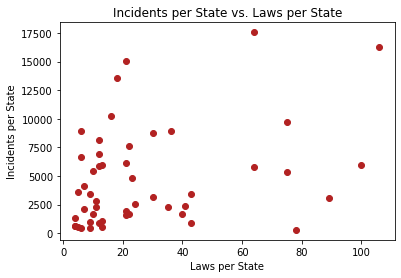 Incidents per State vs. Laws per State
Incidents per State
17500
15000
12500
10000
7500
5000
2500
0
0 20 40 60 80 100
Laws per State